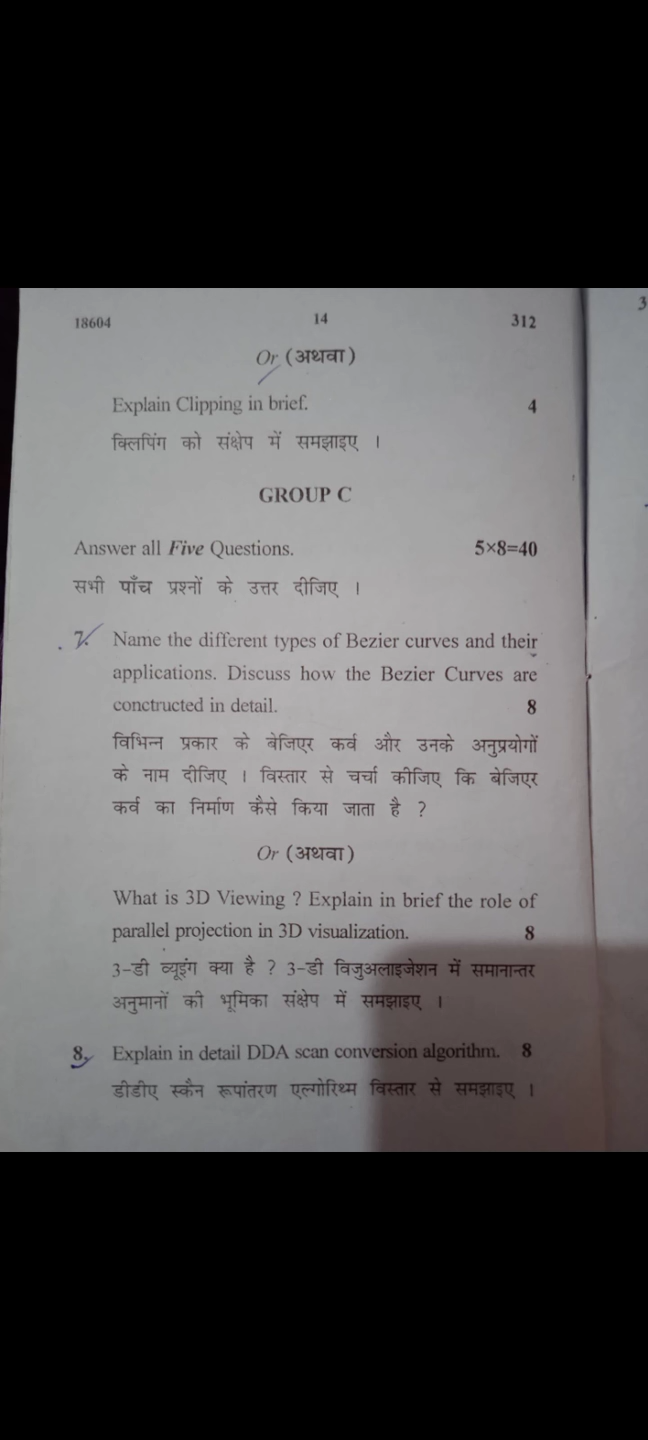 18604 14 312
3
Or (अथवा)
Explain Clipping in brief. 4
क्लिपिंग को संक्षेप में समझाइए ।
GROUP C
Answer all Five Questions. 5×8=40
सभी पाँच प्रश्नों के उत्तर दीजिए ।
7. Name the different types of Bezier curves and their
applications. Discuss how the Bezier Curves are
conctructed in detail. 8
विभिन्न प्रकार के बेजिएर कर्व और उनके अनुप्रयोगों
के नाम दीजिए । विस्तार से चर्चा कीजिए कि बेजिएर
कर्व का निर्माण कैसे किया जाता है ?
Or (अथवा)
What is 3D Viewing ? Explain in brief the role of
parallel projection in 3D visualization. 8
3-डी व्यूइंग क्या है ? 3-डी विजुअलाइजेशन में समानान्तर
अनुमानों की भूमिका संक्षेप में समझाइए ।
8. Explain in detail DDA scan conversion algorithm. 8
डीडीए स्कैन रूपांतरण एल्गोरिथ्म विस्तार से समझाइए ।